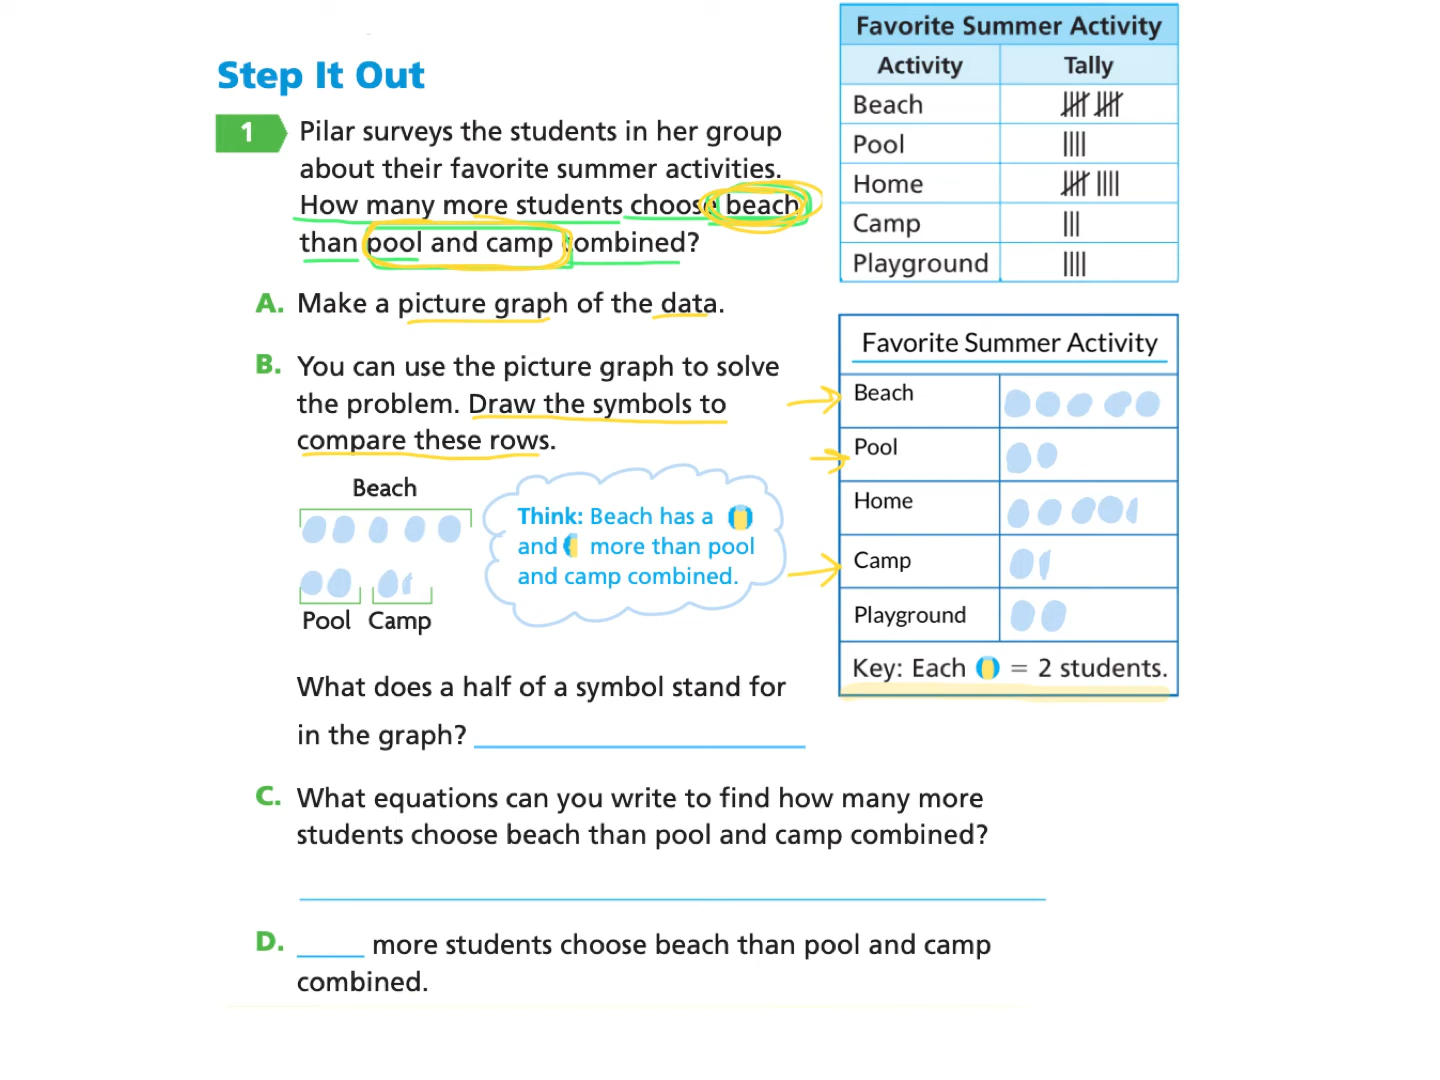 Step It Out
1 Pilar surveys the students in her group
about their favorite summer activities.
How many more students choose beach
than pool and camp combined?
A. Make a picture graph of the data.
B. You can use the picture graph to solve
the problem. Draw the symbols to
compare these rows.
Beach
Pool Camp
Think: Beach has a
and more than pool
and camp combined.
What does a half of a symbol stand for
in the graph?
C. What equations can you write to find how many more
students choose beach than pool and camp combined?
D. more students choose beach than pool and camp
combined.
Favorite Summer Activity
Activity Tally
Beach
Pool
Home
Camp
Playground
Favorite Summer Activity
Beach
Pool
Home
Camp
Playground
Key: Each = 2 students.